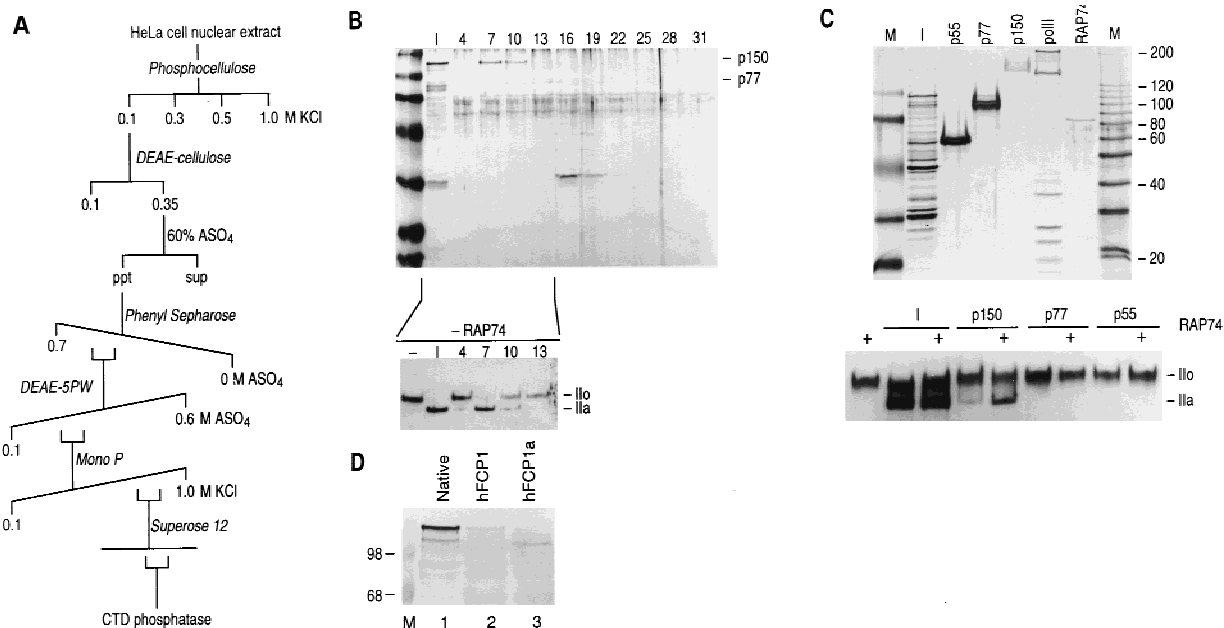 A
HeLa cell nuclear extract
Phosphocellulose
0.1 0.3 0.5 1.0 M KCl
DEAE-cellulose
0.1 0.35
60% ASO4
ppt sup
Phenyl Sepharose
0.7
0 M ASO4
DEAE-5PW
0.6 M ASO4
0.1
Mono P
1.0 M KCl
0.1
Superose 12
CTD phosphatase
B
I 4 7 10 13 16 19 22 25 28 31
– p150
– p77
– RAP74
– I 4 7 10 13
– IIo
– IIa
C
M I p55 p77 p150 polII RAP74 M
– 200
– 120
– 100
– 80
– 60
– 40
– 20
I p150 p77 p55 RAP74
+ + + + +
– IIo
– IIa
D
Native hFCP1 hFCP1a
98 –
68 –
M 1 2 3